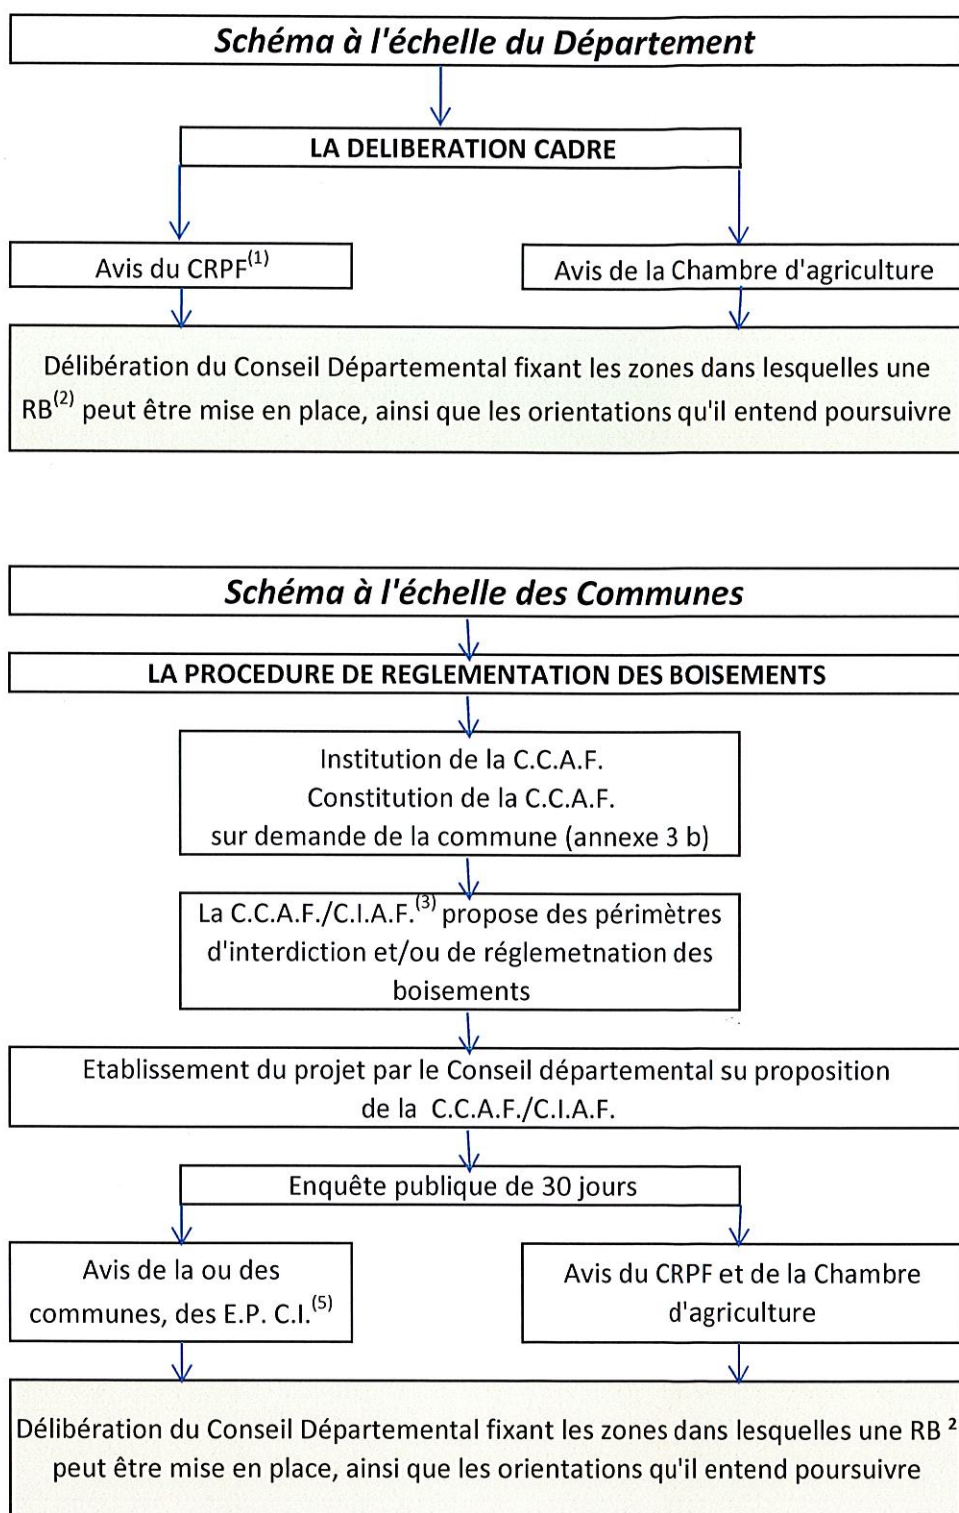 Schéma à l'échelle du Département
LA DELIBERATION CADRE
Avis du CRPF(1)
Avis de la Chambre d'agriculture
Délibération du Conseil Départemental fixant les zones dans lesquelles une
RB(2) peut être mise en place, ainsi que les orientations qu'il entend poursuivre
Schéma à l'échelle des Communes
LA PROCEDURE DE REGLEMENTATION DES BOISEMENTS
Institution de la C.C.A.F.
Constitution de la C.C.A.F.
sur demande de la commune (annexe 3 b)
La C.C.A.F./C.I.A.F.(3) propose des périmètres
d'interdiction et/ou de réglemetnation des
boisements
Etablissement du projet par le Conseil départemental su proposition
de la C.C.A.F./C.I.A.F.
Enquête publique de 30 jours
Avis de la ou des
communes, des E.P. C.I.(5)
Avis du CRPF et de la Chambre
d'agriculture
Délibération du Conseil Départemental fixant les zones dans lesquelles une RB ²
peut être mise en place, ainsi que les orientations qu'il entend poursuivre